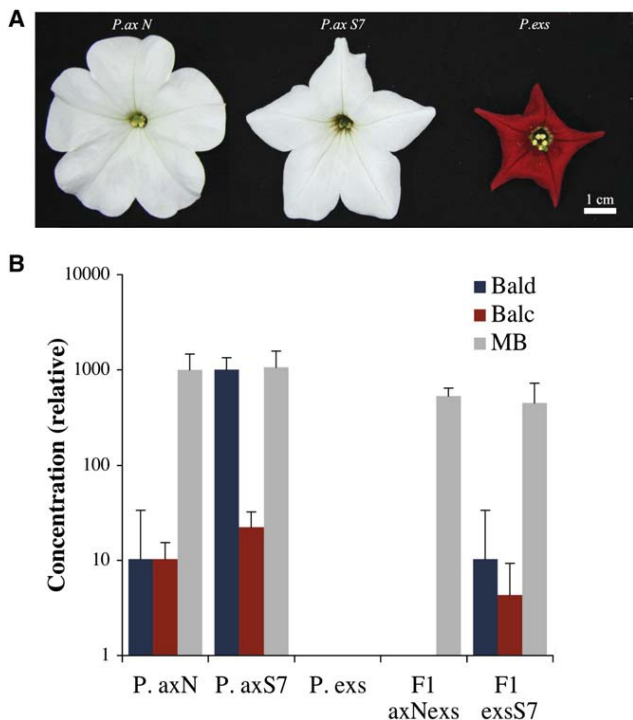 A
P.ax N P.ax S7 P.exs
1 cm
B
10000
1000
100
10
1
Concentration (relative)
Bald
Balc
MB
P. axN P. axS7 P. exs F1 F1
axNexs exsS7